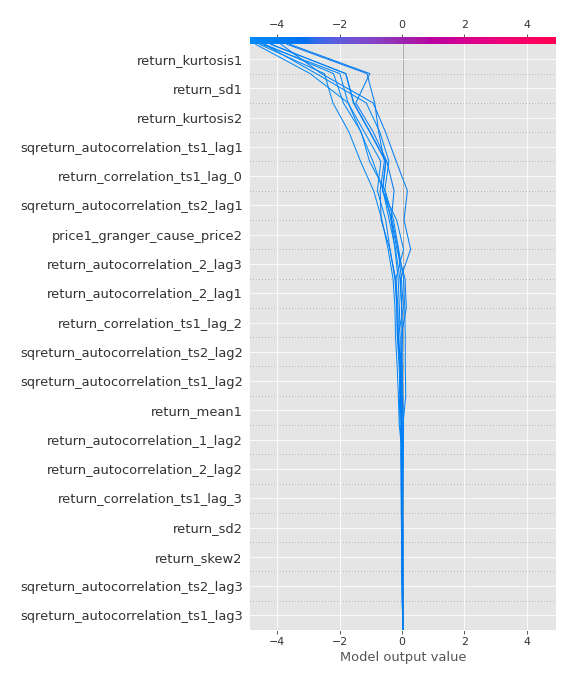 −4 −2 0 2 4
return_kurtosis1
return_sd1
return_kurtosis2
sqreturn_autocorrelation_ts1_lag1
return_correlation_ts1_lag_0
sqreturn_autocorrelation_ts2_lag1
price1_granger_cause_price2
return_autocorrelation_2_lag3
return_autocorrelation_2_lag1
return_correlation_ts1_lag_2
sqreturn_autocorrelation_ts2_lag2
sqreturn_autocorrelation_ts1_lag2
return_mean1
return_autocorrelation_1_lag2
return_autocorrelation_2_lag2
return_correlation_ts1_lag_3
return_sd2
return_skew2
sqreturn_autocorrelation_ts2_lag3
sqreturn_autocorrelation_ts1_lag3
−4 −2 0 2 4
Model output value